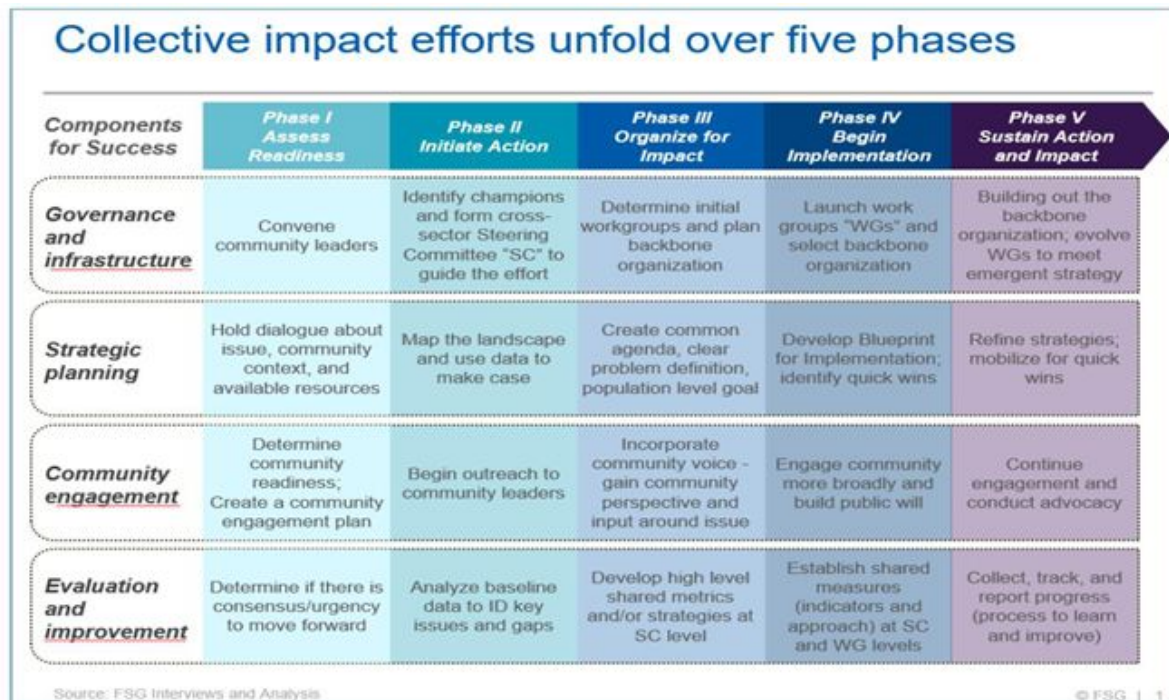 Collective impact efforts unfold over five phases
Components
for Success
Phase I
Assess
Readiness
Phase II
Initiate Action
Phase III
Organize for
Impact
Phase IV
Begin
Implementation
Phase V
Sustain Action
and Impact
Governance
and
infrastructure
Convene
community leaders
Identify champions
and form cross-
sector Steering
Committee "SC" to
guide the effort
Determine initial
workgroups and plan
backbone
organization
Launch work
groups "WGs" and
select backbone
organization
Building out the
backbone
organization; evolve
WGs to meet
emergent strategy
Strategic
planning
Hold dialogue about
issue, community
context, and
available resources
Map the landscape
and use data to
make case
Create common
agenda, clear
problem definition,
population level goal
Develop Blueprint
for Implementation;
identify quick wins
Refine strategies;
mobilize for quick
wins
Community
engagement
Determine
community
readiness;
Create a community
engagement plan
Begin outreach to
community leaders
Incorporate
community voice -
gain community
perspective and
input around issue
Engage community
more broadly and
build public will
Continue
engagement and
conduct advocacy
Evaluation
and
improvement
Determine if there is
consensus/urgency
to move forward
Analyze baseline
data to ID key
issues and gaps
Develop high level
shared metrics
and/or strategies at
SC level
Establish shared
measures
(indicators and
approach) at SC
and WG levels
Collect, track, and
report progress
(process to learn
and improve)
Source: FSG Interviews and Analysis
© FSG | 1